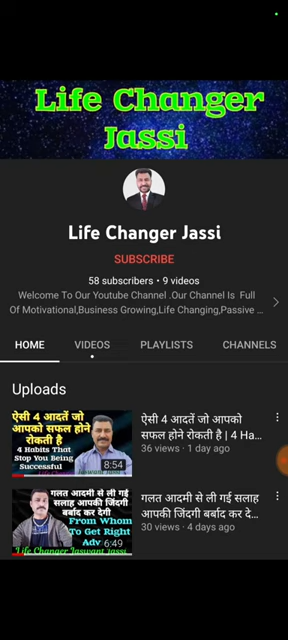 Life Changer
Jassi
Life Changer Jassi
SUBSCRIBE
58 subscribers • 9 videos
Welcome To Our Youtube Channel .Our Channel Is Full
Of Motivational,Business Growing,Life Changing,Passive ...
HOME VIDEOS PLAYLISTS CHANNELS
Uploads
ऐसी 4 आदतें जो
आपको सफल होने
रोकती है
4 Habits That
Stop You Being
Successful
Jaswant jassi
8:54
ऐसी 4 आदतें जो आपको
सफल होने रोकती है | 4 Ha...
36 views • 1 day ago
गलत आदमी से ली गई सलाह
आपकी जिंदगी बर्बाद कर देगी
From Whom
To Get Right
Adv
6:49
Life Changer Jaswant jassi
गलत आदमी से ली गई सलाह
आपकी जिंदगी बर्बाद कर दे...
30 views • 4 days ago